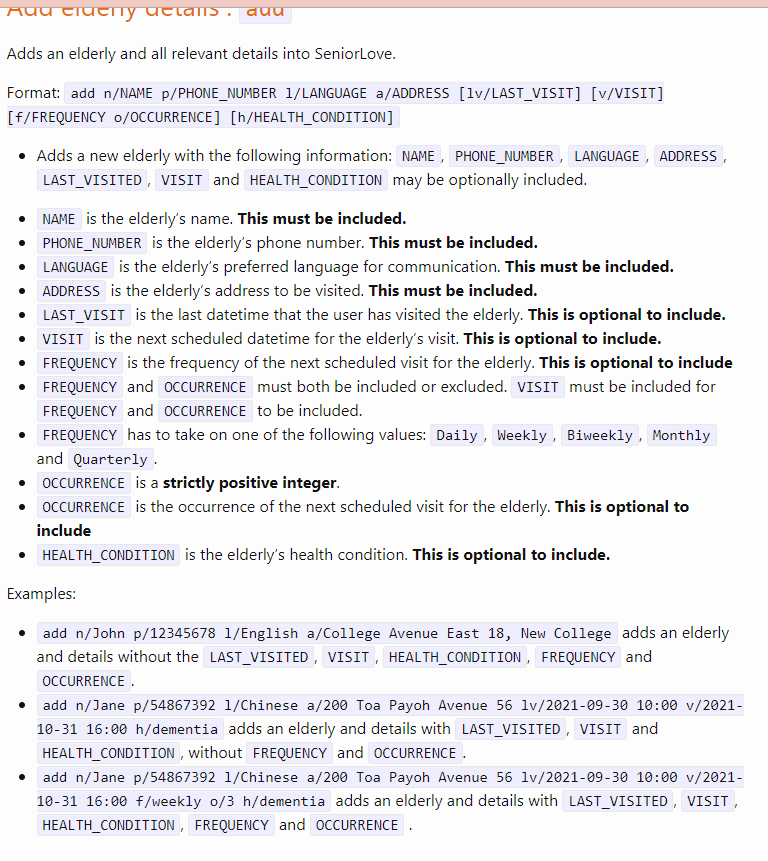 Add elderly details : add
Adds an elderly and all relevant details into SeniorLove.
Format: add n/NAME p/PHONE_NUMBER l/LANGUAGE a/ADDRESS [lv/LAST_VISIT] [v/VISIT]
[f/FREQUENCY o/OCCURRENCE] [h/HEALTH_CONDITION]
• Adds a new elderly with the following information: NAME, PHONE_NUMBER, LANGUAGE, ADDRESS,
LAST_VISITED, VISIT and HEALTH_CONDITION may be optionally included.
• NAME is the elderly’s name. This must be included.
• PHONE_NUMBER is the elderly’s phone number. This must be included.
• LANGUAGE is the elderly’s preferred language for communication. This must be included.
• ADDRESS is the elderly’s address to be visited. This must be included.
• LAST_VISIT is the last datetime that the user has visited the elderly. This is optional to include.
• VISIT is the next scheduled datetime for the elderly’s visit. This is optional to include.
• FREQUENCY is the frequency of the next scheduled visit for the elderly. This is optional to include
• FREQUENCY and OCCURRENCE must both be included or excluded. VISIT must be included for
FREQUENCY and OCCURRENCE to be included.
• FREQUENCY has to take on one of the following values: Daily, Weekly, Biweekly, Monthly
and Quarterly.
• OCCURRENCE is a strictly positive integer.
• OCCURRENCE is the occurrence of the next scheduled visit for the elderly. This is optional to
include
• HEALTH_CONDITION is the elderly’s health condition. This is optional to include.
Examples:
• add n/John p/12345678 l/English a/College Avenue East 18, New College adds an elderly
and details without the LAST_VISITED, VISIT, HEALTH_CONDITION, FREQUENCY and
OCCURRENCE.
• add n/Jane p/54867392 l/Chinese a/200 Toa Payoh Avenue 56 lv/2021-09-30 10:00 v/2021-
10-31 16:00 h/dementia adds an elderly and details with LAST_VISITED, VISIT and
HEALTH_CONDITION, without FREQUENCY and OCCURRENCE.
• add n/Jane p/54867392 l/Chinese a/200 Toa Payoh Avenue 56 lv/2021-09-30 10:00 v/2021-
10-31 16:00 f/weekly o/3 h/dementia adds an elderly and details with LAST_VISITED, VISIT,
HEALTH_CONDITION, FREQUENCY and OCCURRENCE .